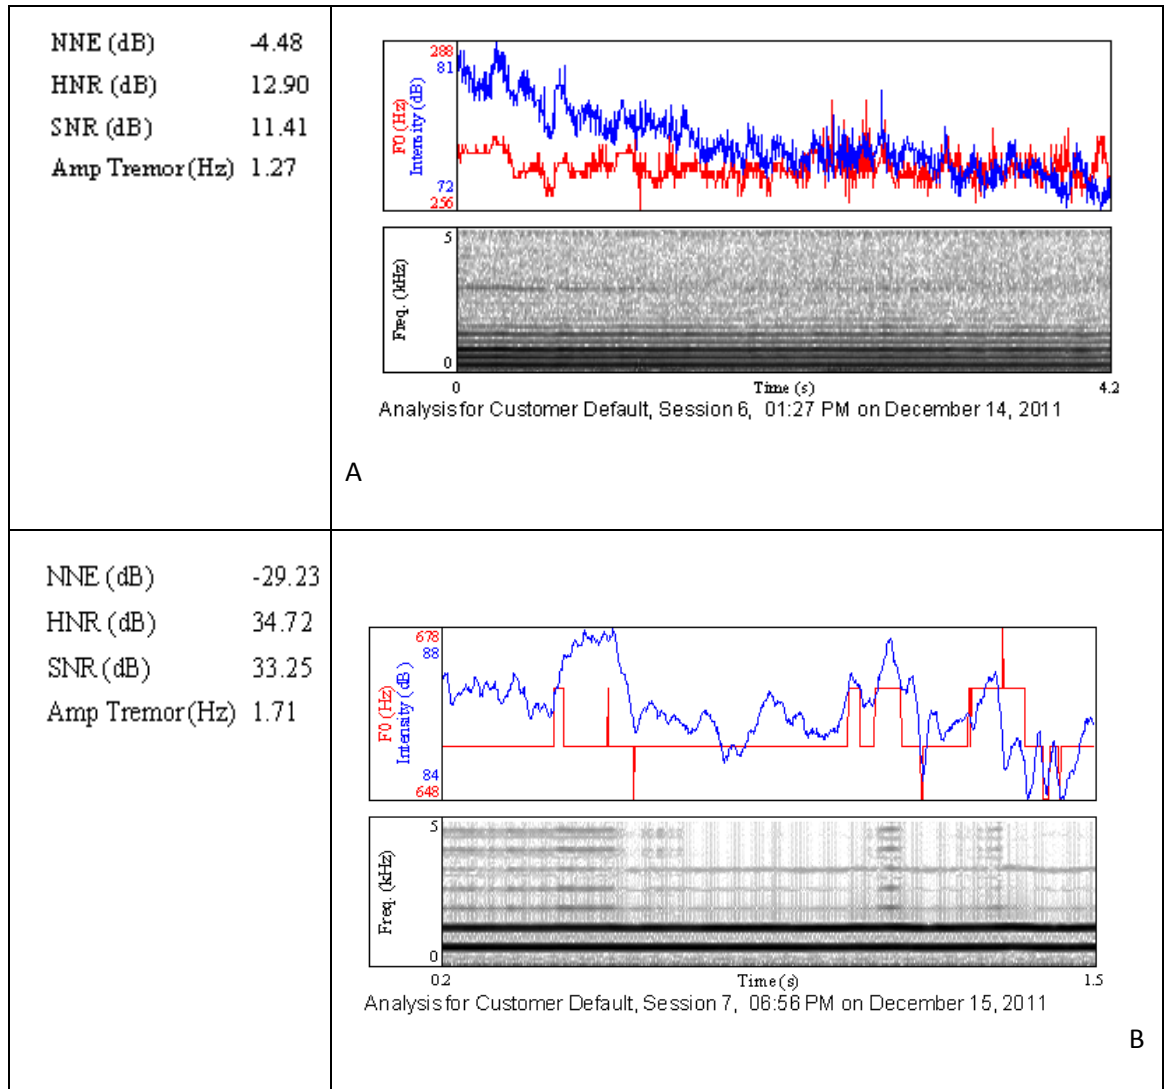 NNE (dB) -4.48
HNR (dB) 12.90
SNR (dB) 11.41
Amp Tremor (Hz) 1.27
288
81
F0 (Hz)
Intensity (dB)
72
256
5
Freq. (kHz)
0
0 Time (s) 4.2
Analysis for Customer Default, Session 6, 01:27 PM on December 14, 2011
A
NNE (dB) -29.23
HNR (dB) 34.72
SNR (dB) 33.25
Amp Tremor (Hz) 1.71
678
88
F0 (Hz)
Intensity (dB)
84
648
5
Freq. (kHz)
0
0.2 Time (s) 1.5
Analysis for Customer Default, Session 7, 06:56 PM on December 15, 2011
B